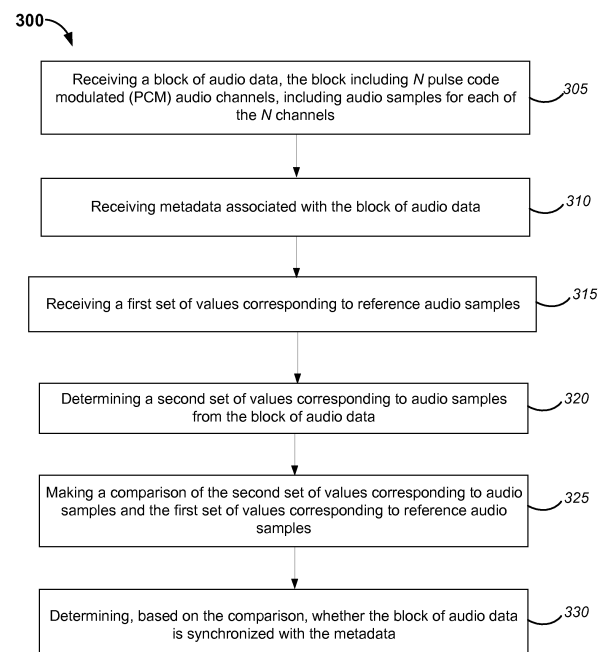 300
Receiving a block of audio data, the block including N pulse code
modulated (PCM) audio channels, including audio samples for each of
the N channels
305
Receiving metadata associated with the block of audio data
310
Receiving a first set of values corresponding to reference audio samples
315
Determining a second set of values corresponding to audio samples
from the block of audio data
320
Making a comparison of the second set of values corresponding to audio
samples and the first set of values corresponding to reference audio
samples
325
Determining, based on the comparison, whether the block of audio data
is synchronized with the metadata
330